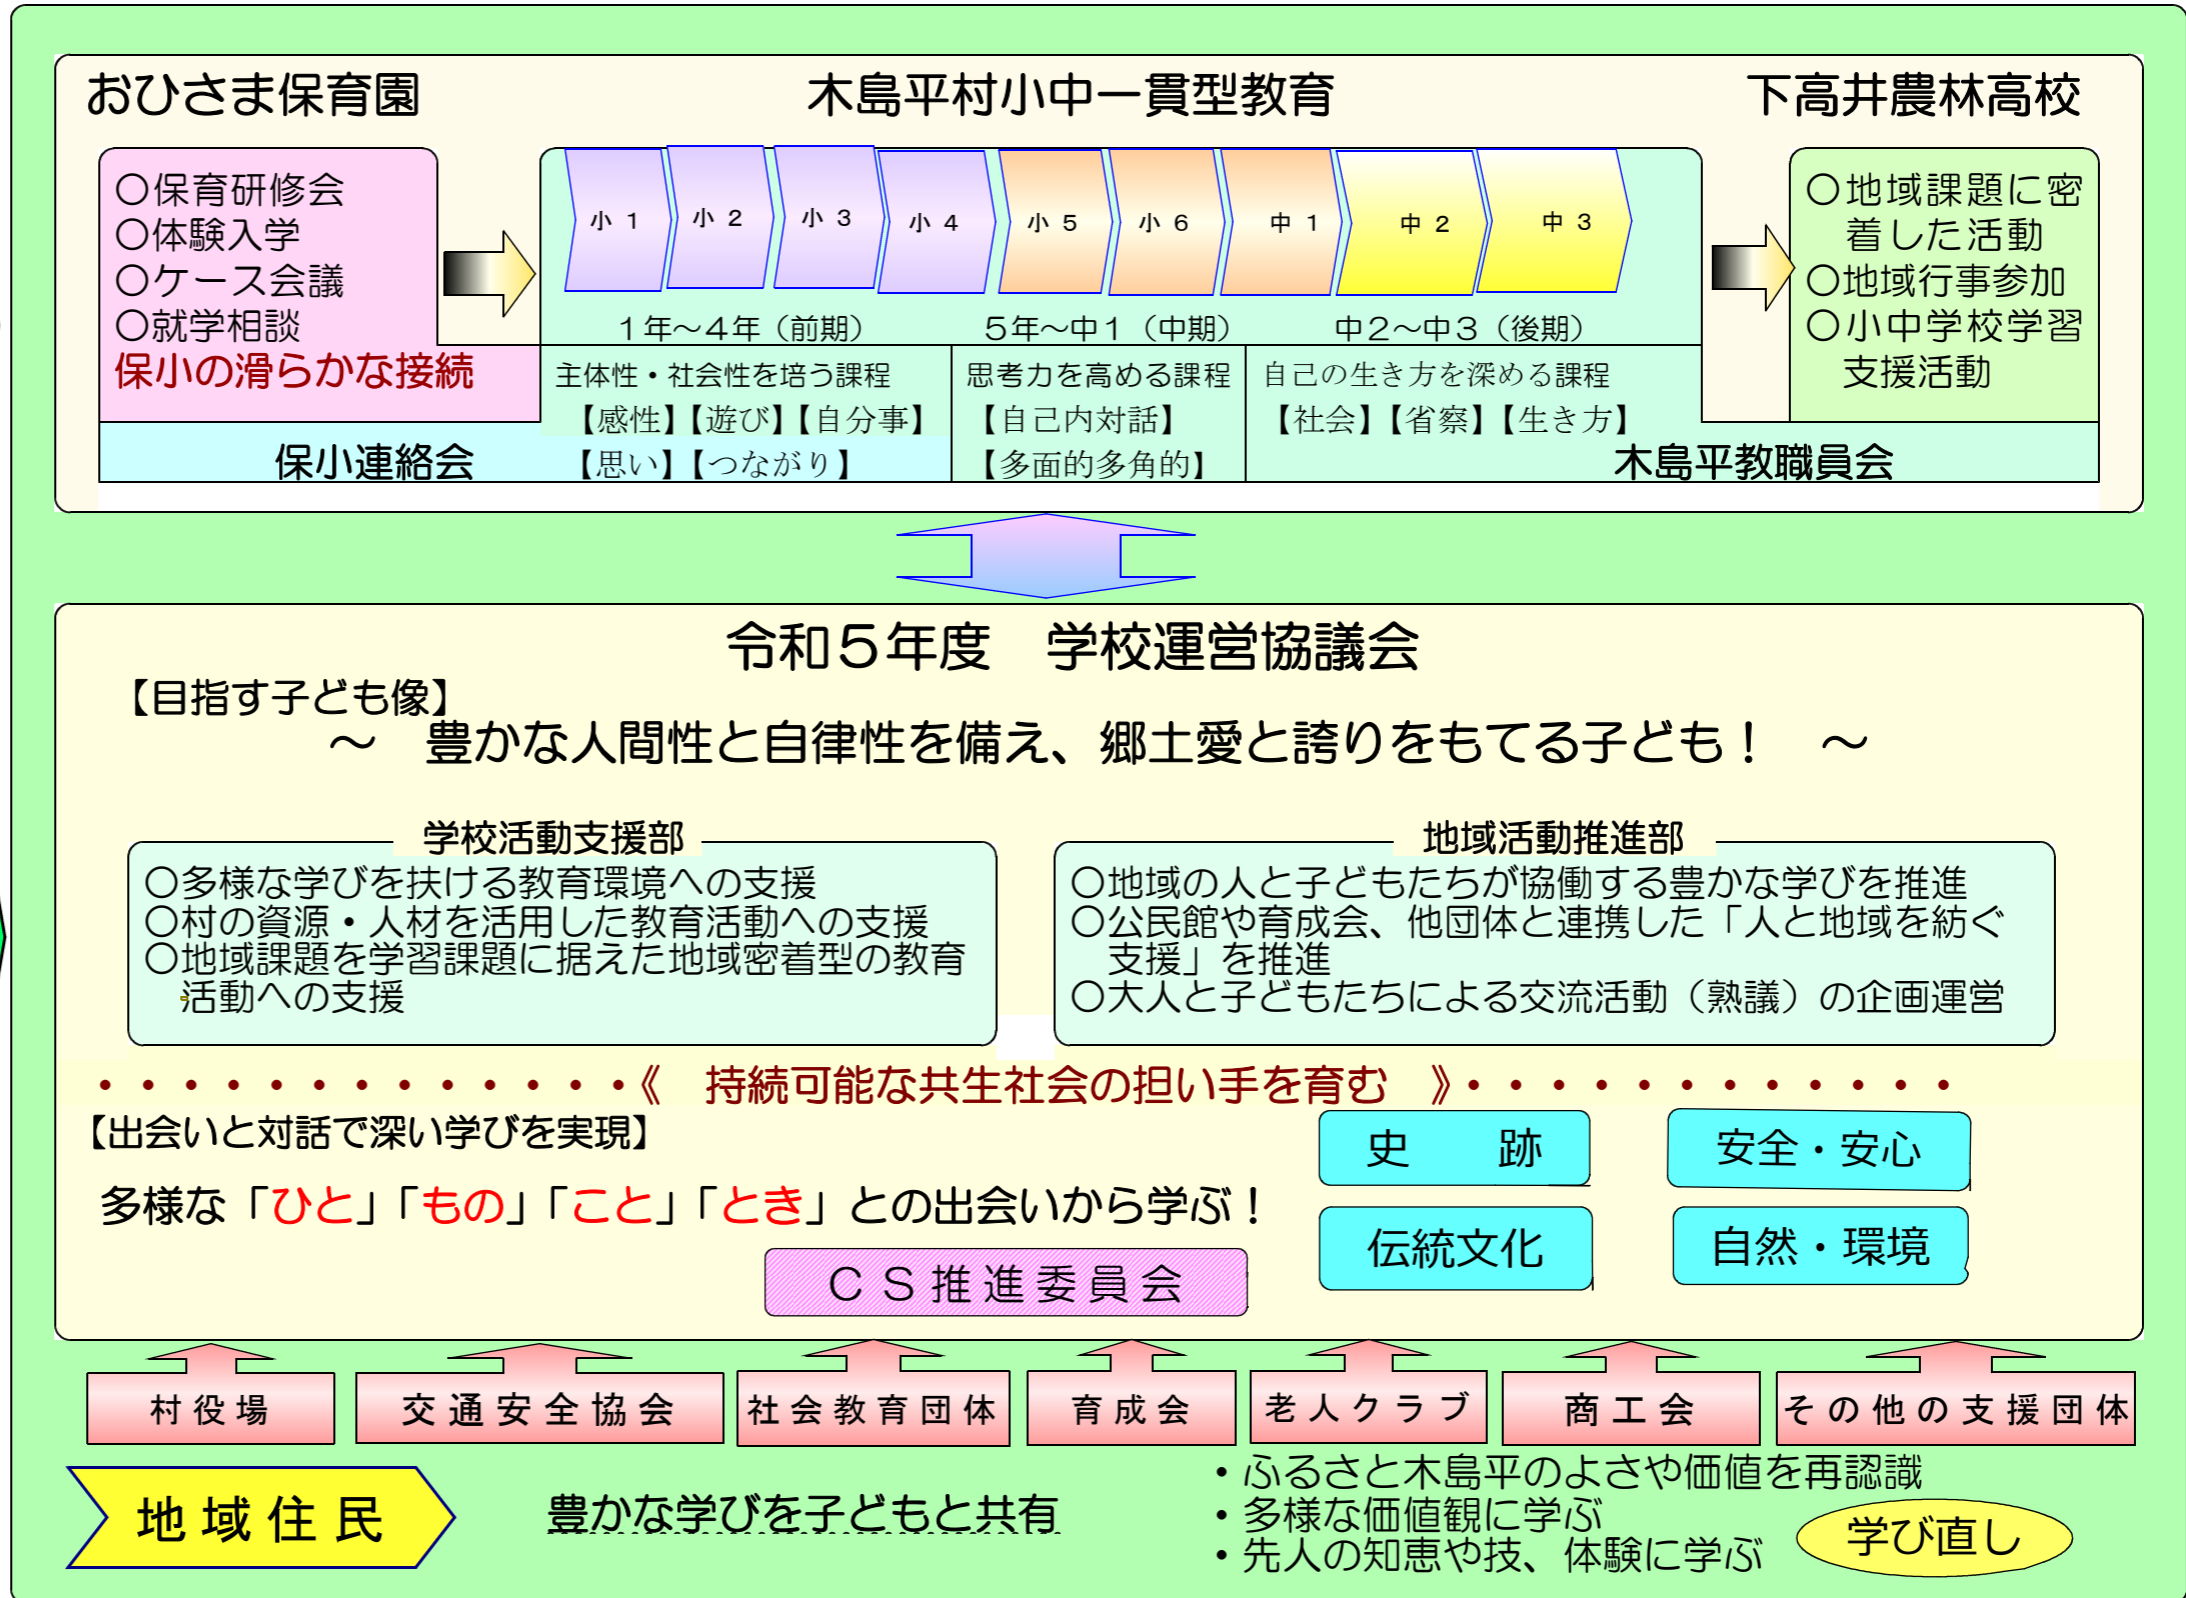 おひさま保育園
木島平村小中一貫型教育
下高井農林高校
○保育研修会
○体験入学
○ケース会議
○就学相談
保小の滑らかな接続
小１
小２
小３
小４
小５
小６
中１
中２
中３
１年～４年（前期）
５年～中１（中期）
中２～中３（後期）
主体性・社会性を培う課程
【感性】【遊び】【自分事】
【思い】【つながり】
思考力を高める課程
【自己内対話】
【多面的多角的】
自己の生き方を深める課程
【社会】【省察】【生き方】
○地域課題に密
着した活動
○地域行事参加
○小中学校学習
支援活動
保小連絡会
木島平教職員会
令和５年度　学校運営協議会
【目指す子ども像】
～　豊かな人間性と自律性を備え、郷土愛と誇りをもてる子ども！　～
学校活動支援部
○多様な学びを扶ける教育環境への支援
○村の資源・人材を活用した教育活動への支援
○地域課題を学習課題に据えた地域密着型の教育
活動への支援
地域活動推進部
○地域の人と子どもたちが協働する豊かな学びを推進
○公民館や育成会、他団体と連携した「人と地域を紡ぐ
支援」を推進
○大人と子どもたちによる交流活動（熟議）の企画運営
・・・・・・・・・・・・・《　持続可能な共生社会の担い手を育む　》・・・・・・・・・・・・
【出会いと対話で深い学びを実現】
多様な「ひと」「もの」「こと」「とき」との出会いから学ぶ！
史　跡
安全・安心
伝統文化
自然・環境
ＣＳ推進委員会
村役場
交通安全協会
社会教育団体
育成会
老人クラブ
商工会
その他の支援団体
地域住民
豊かな学びを子どもと共有
・ふるさと木島平のよさや価値を再認識
・多様な価値観に学ぶ
・先人の知恵や技、体験に学ぶ
学び直し